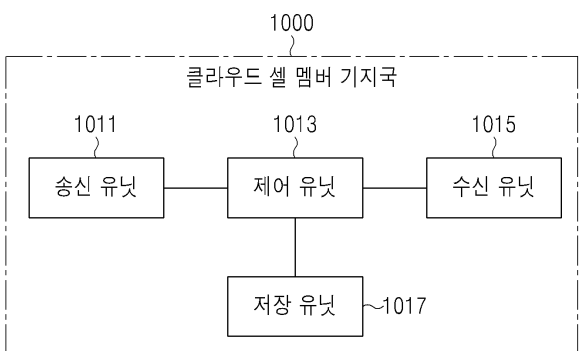 1000
클라우드 셀 멤버 기지국
1011
1013
1015
송신 유닛
제어 유닛
수신 유닛
저장 유닛
1017